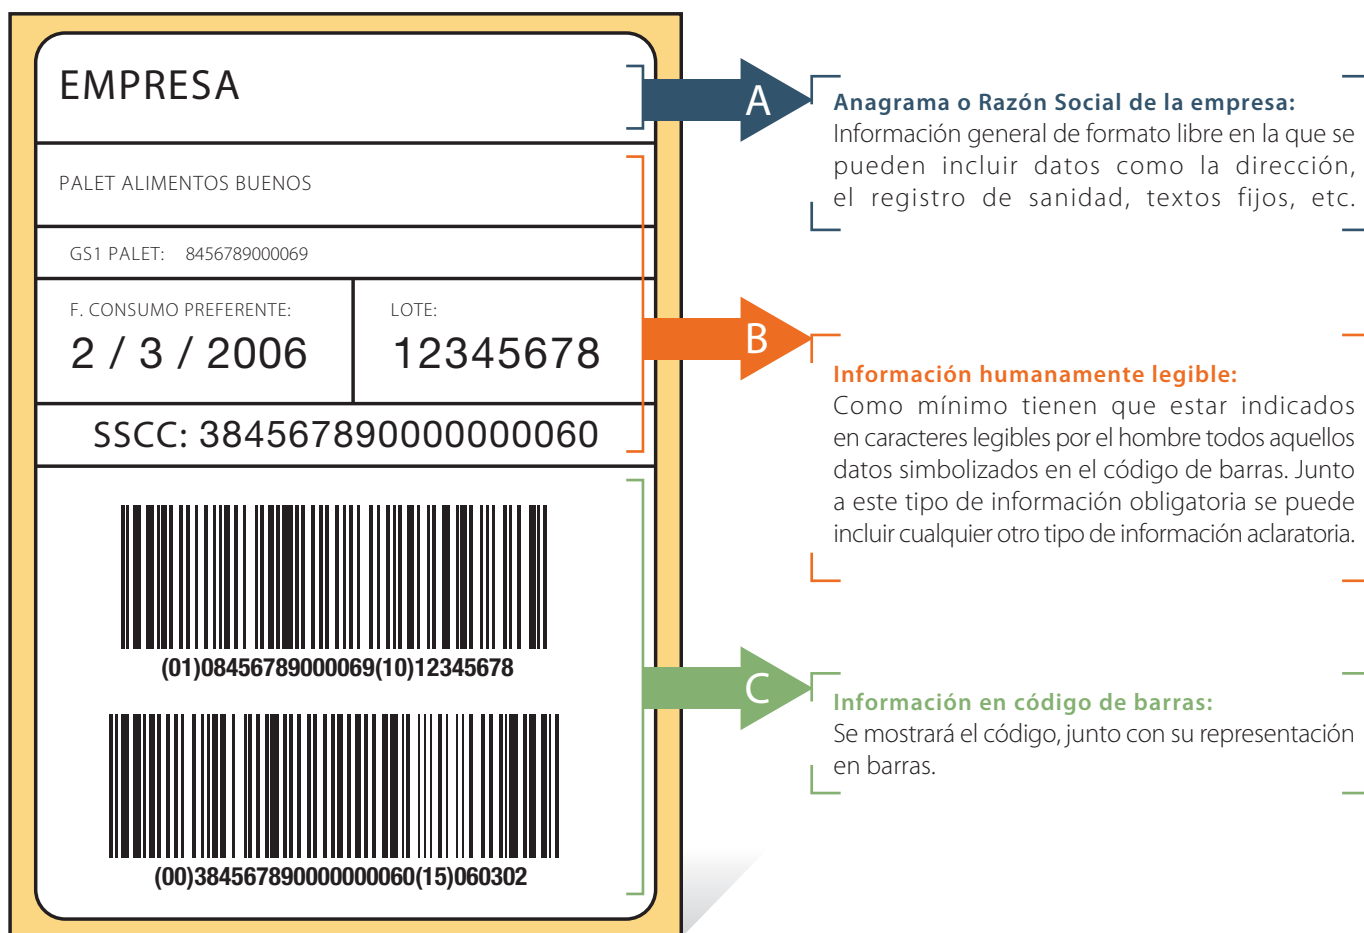 EMPRESA
PALET ALIMENTOS BUENOS
GS1 PALET: 8456789000069
F. CONSUMO PREFERENTE:
2 / 3 / 2006
LOTE:
12345678
SSCC: 384567890000000060
(01)08456789000069(10)12345678
(00)384567890000000060(15)060302
A
Anagrama o Razón Social de la empresa:
Información general de formato libre en la que se
pueden incluir datos como la dirección,
el registro de sanidad, textos fijos, etc.
B
Información humanamente legible:
Como mínimo tienen que estar indicados
en caracteres legibles por el hombre todos aquellos
datos simbolizados en el código de barras. Junto
a este tipo de información obligatoria se puede
incluir cualquier otro tipo de información aclaratoria.
C
Información en código de barras:
Se mostrará el código, junto con su representación
en barras.